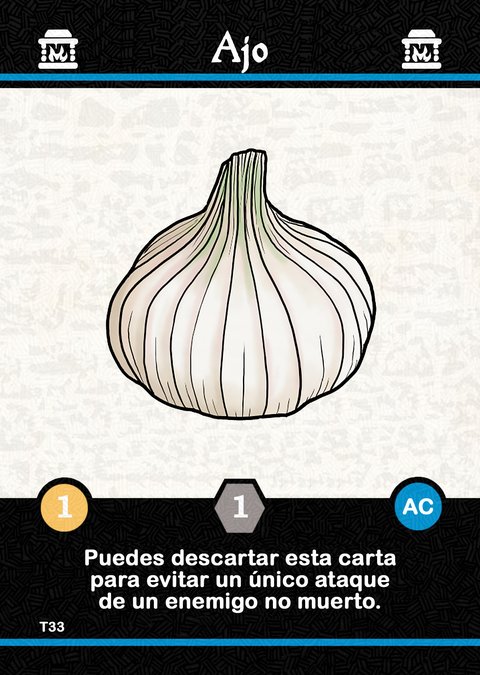 M Ajo M
1 1 AC
Puedes descartar esta carta
para evitar un único ataque
de un enemigo no muerto.
T33